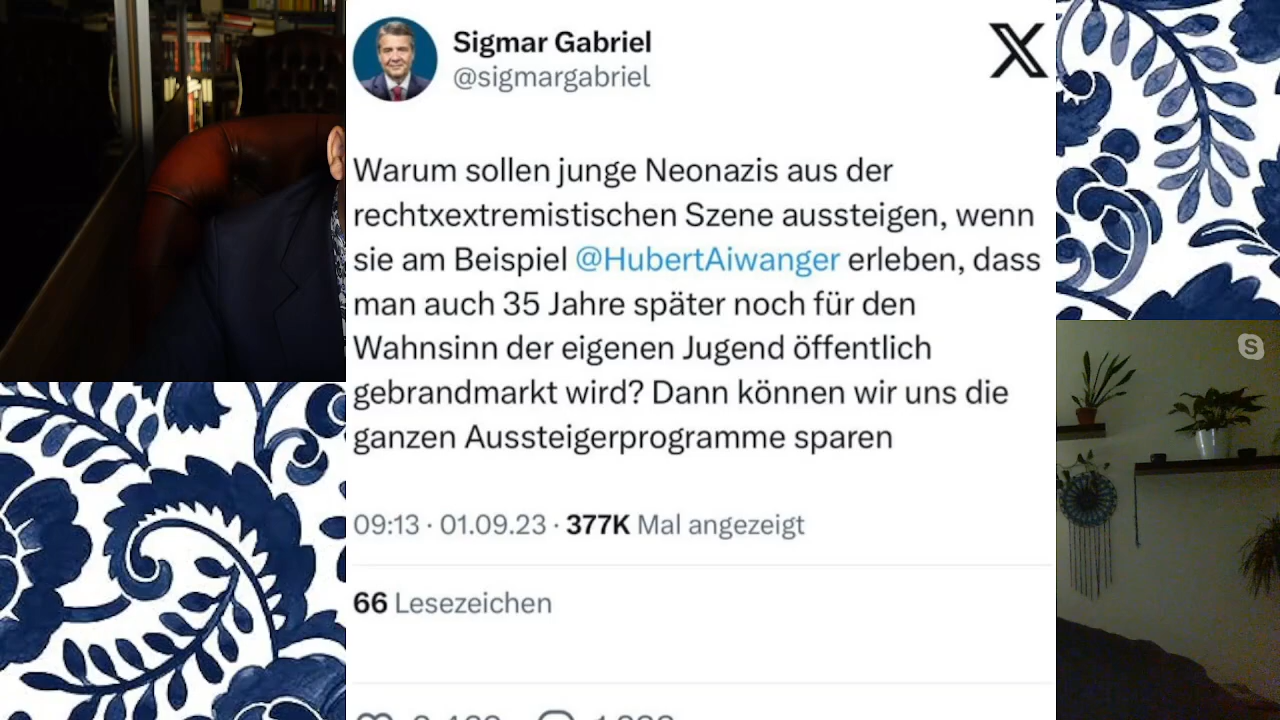 Sigmar Gabriel
@sigmargabriel
Warum sollen junge Neonazis aus der
rechtxextremistischen Szene aussteigen, wenn
sie am Beispiel @HubertAiwanger erleben, dass
man auch 35 Jahre später noch für den
Wahnsinn der eigenen Jugend öffentlich
gebrandmarkt wird? Dann können wir uns die
ganzen Aussteigerprogramme sparen
09:13 · 01.09.23 · 377K Mal angezeigt
66 Lesezeichen